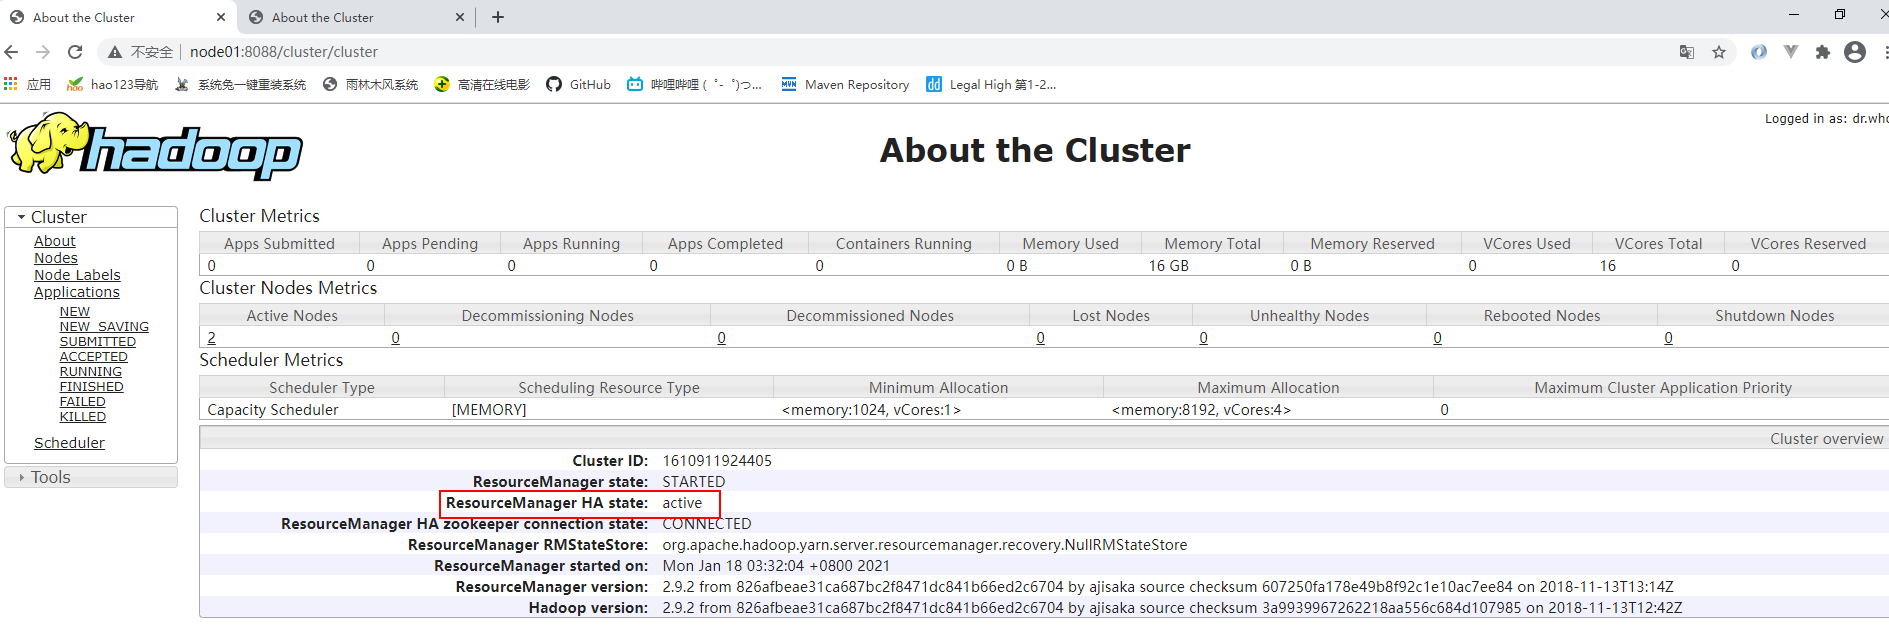 About the Cluster
About the Cluster
不安全 node01:8088/cluster/cluster
应用 hao123导航 系统兔一键重装系统 雨林木风系统 高清在线电影 GitHub 哔哩哔哩 ( ゜- ゜)つ... Maven Repository Legal High 第1-2...
hadoop
About the Cluster
Logged in as: dr.who
Cluster
About
Nodes
Node Labels
Applications
NEW
NEW_SAVING
SUBMITTED
ACCEPTED
RUNNING
FINISHED
FAILED
KILLED
Scheduler
Tools
Cluster Metrics
Apps Submitted Apps Pending Apps Running Apps Completed Containers Running Memory Used Memory Total Memory Reserved VCores Used VCores Total VCores Reserved
0 0 0 0 0 0 B 16 GB 0 B 0 16 0
Cluster Nodes Metrics
Active Nodes Decommissioning Nodes Decommissioned Nodes Lost Nodes Unhealthy Nodes Rebooted Nodes Shutdown Nodes
2 0 0 0 0 0 0
Scheduler Metrics
Scheduler Type Scheduling Resource Type Minimum Allocation Maximum Allocation Maximum Cluster Application Priority
Capacity Scheduler [MEMORY] <memory:1024, vCores:1> <memory:8192, vCores:4> 0
Cluster overview
Cluster ID: 1610911924405
ResourceManager state: STARTED
ResourceManager HA state: active
ResourceManager HA zookeeper connection state: CONNECTED
ResourceManager RMStateStore: org.apache.hadoop.yarn.server.resourcemanager.recovery.NullRMStateStore
ResourceManager started on: Mon Jan 18 03:32:04 +0800 2021
ResourceManager version: 2.9.2 from 826afbeae31ca687bc2f8471dc841b66ed2c6704 by ajisaka source checksum 607250fa178e49b8f92c1e10ac7ee84 on 2018-11-13T13:14Z
Hadoop version: 2.9.2 from 826afbeae31ca687bc2f8471dc841b66ed2c6704 by ajisaka source checksum 3a9939967262218aa556c684d107985 on 2018-11-13T12:42Z